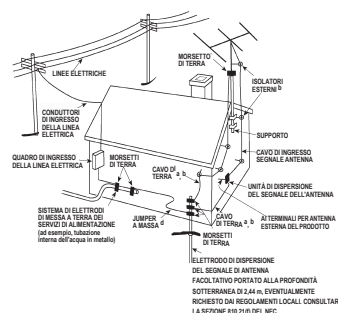 MORSETTO
DI TERRA
LINEE ELETTRICHE
ISOLATORI
ESTERNI b
CONDUTTORI
DI INGRESSO
DELLA LINEA
ELETTRICA
SUPPORTO
CAVO DI INGRESSO
SEGNALE ANTENNA
QUADRO DI INGRESSO
DELLA LINEA ELETTRICA
MORSETTI
DI TERRA
CAVO DI
TERRA a, b
UNITÀ DI DISPERSIONE
DEL SEGNALE DELL'ANTENNA
SISTEMA DI ELETTRODI
DI MESSA A TERRA DEI
SERVIZI DI ALIMENTAZIONE
(ad esempio, tubazione
interna dell'acqua in metallo)
JUMPER
A MASSA d
CAVO DI
TERRA a, b
AI TERMINALI PER ANTENNA
ESTERNA DEL PRODOTTO
MORSETTI
DI TERRA
ELETTRODO DI DISPERSIONE
DEL SEGNALE DI ANTENNA
FACOLTATIVO PORTATO ALLA PROFONDITÀ
SOTTERRANEA DI 2,44 m, EVENTUALMENTE
RICHIESTO DAI REGOLAMENTI LOCALI. CONSULTAR
LA SEZIONE 810.21(f) DEL NEC